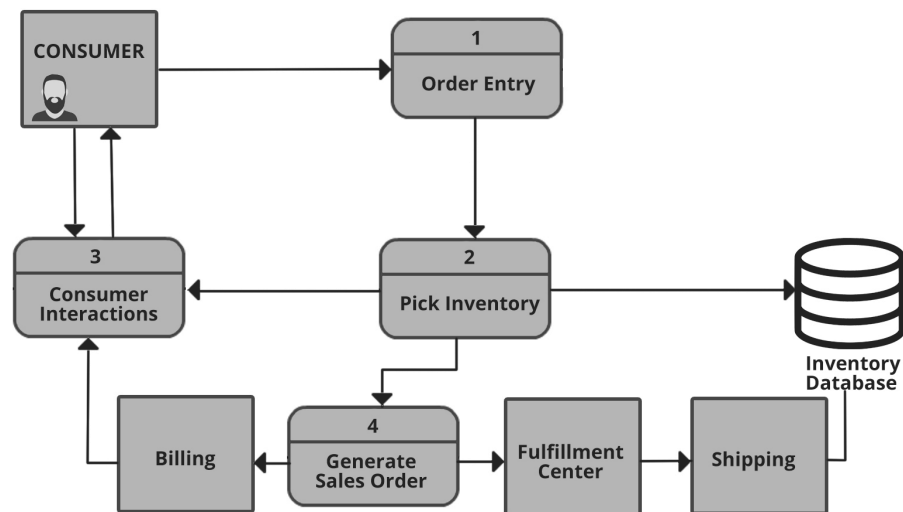 CONSUMER
1
Order Entry
3
Consumer
Interactions
2
Pick Inventory
Inventory
Database
Billing
4
Generate
Sales Order
Fulfillment
Center
Shipping